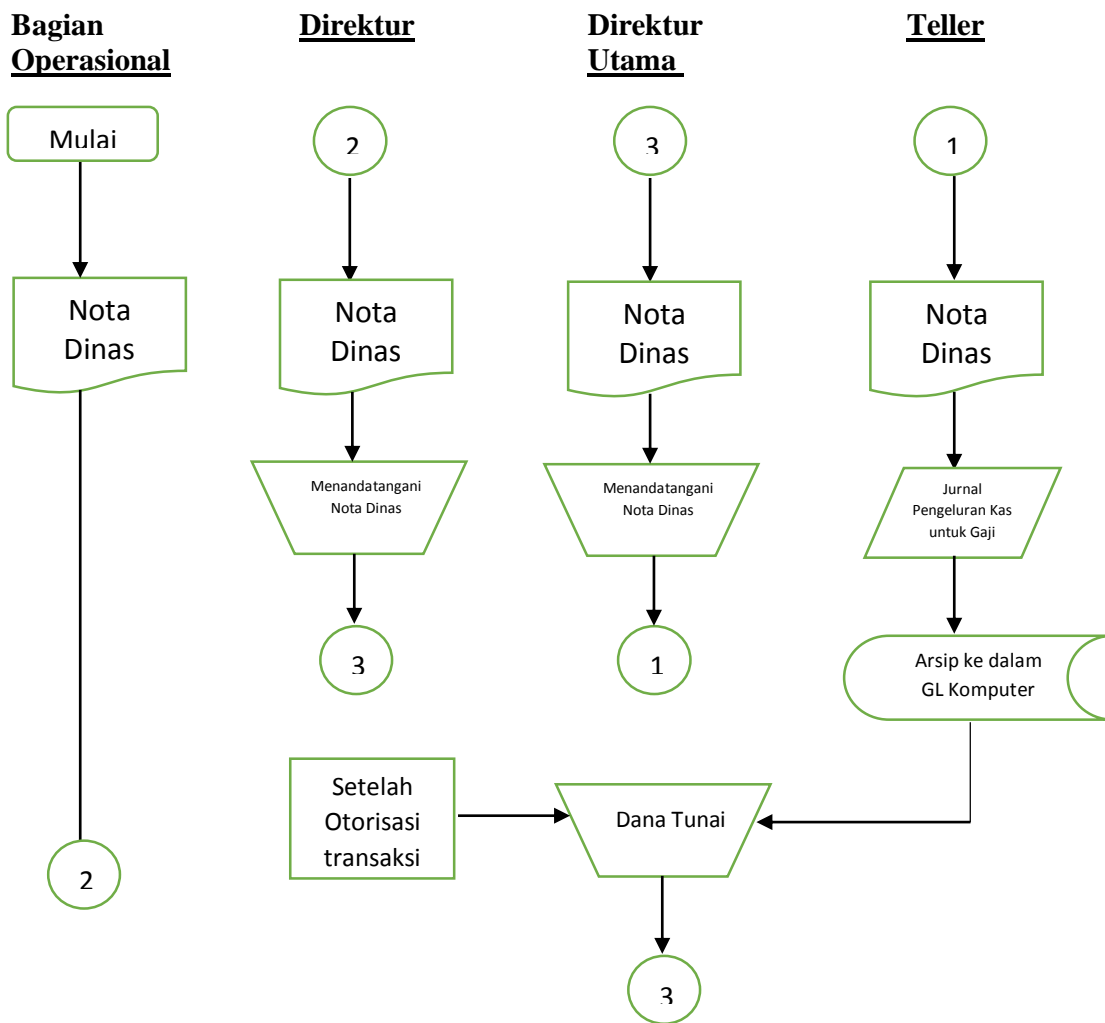 Bagian
Operasional
Direktur
Direktur
Utama
Teller
Mulai
2
3
1
Nota
Dinas
Nota
Dinas
Nota
Dinas
Nota
Dinas
Menandatangani
Nota Dinas
Menandatangani
Nota Dinas
Jurnal
Pengeluran Kas
untuk Gaji
3
1
Arsip ke dalam
GL Komputer
Setelah
Otorisasi
transaksi
Dana Tunai
2
3